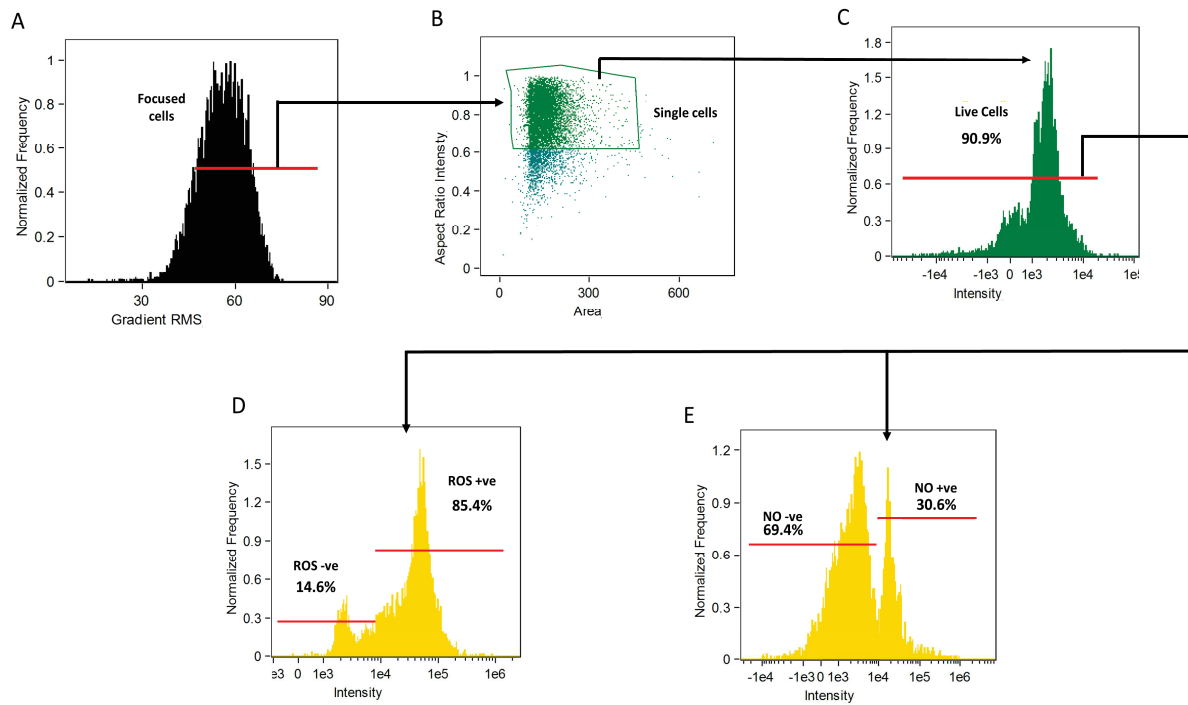 A
Normalized Frequency
1
0.8
0.6
0.4
0.2
0
Focused
cells
30
60
90
Gradient RMS
B
Aspect Ratio Intensity
1
0.8
0.6
0.4
0.2
0
Single cells
0
300
600
Area
C
Normalized Frequency
1.8
1.5
1.2
0.9
0.6
0.3
0
Live Cells
90.9%
-1e4
-1e3
0
1e3
1e4
Intensity
D
Normalized Frequency
1.5
1.2
0.9
0.6
0.3
0
ROS +ve
85.4%
ROS -ve
14.6%
0
1e3
1e4
1e5
1e6
Intensity
E
Normalized Frequency
1.2
0.9
0.6
0.3
0
NO +ve
30.6%
NO -ve
69.4%
-1e4
-1e3
0
1e3
1e4
1e5
1e6
Intensity